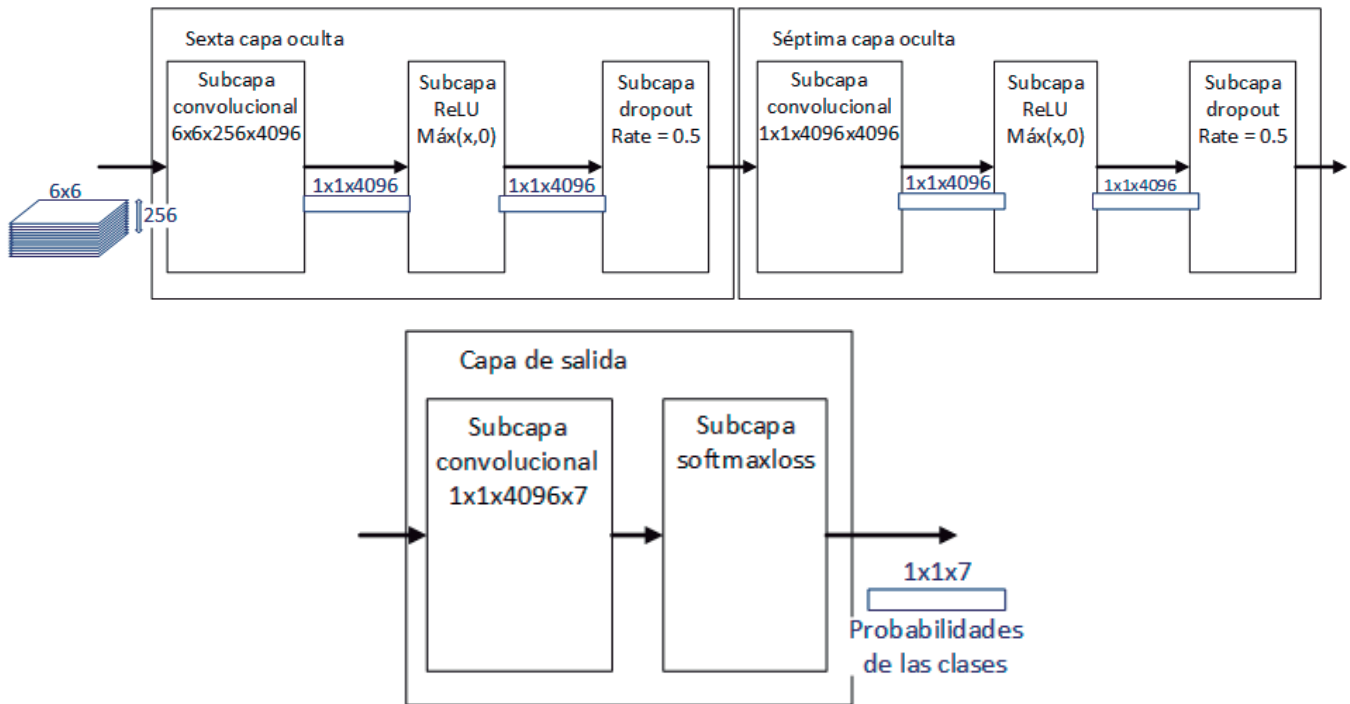 Sexta capa oculta
Subcapa
convolucional
6x6x256x4096
Subcapa
ReLU
Máx(x,0)
Subcapa
dropout
Rate = 0.5
6x6
256
1x1x4096
1x1x4096
Séptima capa oculta
Subcapa
convolucional
1x1x4096x4096
Subcapa
ReLU
Máx(x,0)
Subcapa
dropout
Rate = 0.5
1x1x4096
1x1x4096
Capa de salida
Subcapa
convolucional
1x1x4096x7
Subcapa
softmaxloss
1x1x7
Probabilidades
de las clases